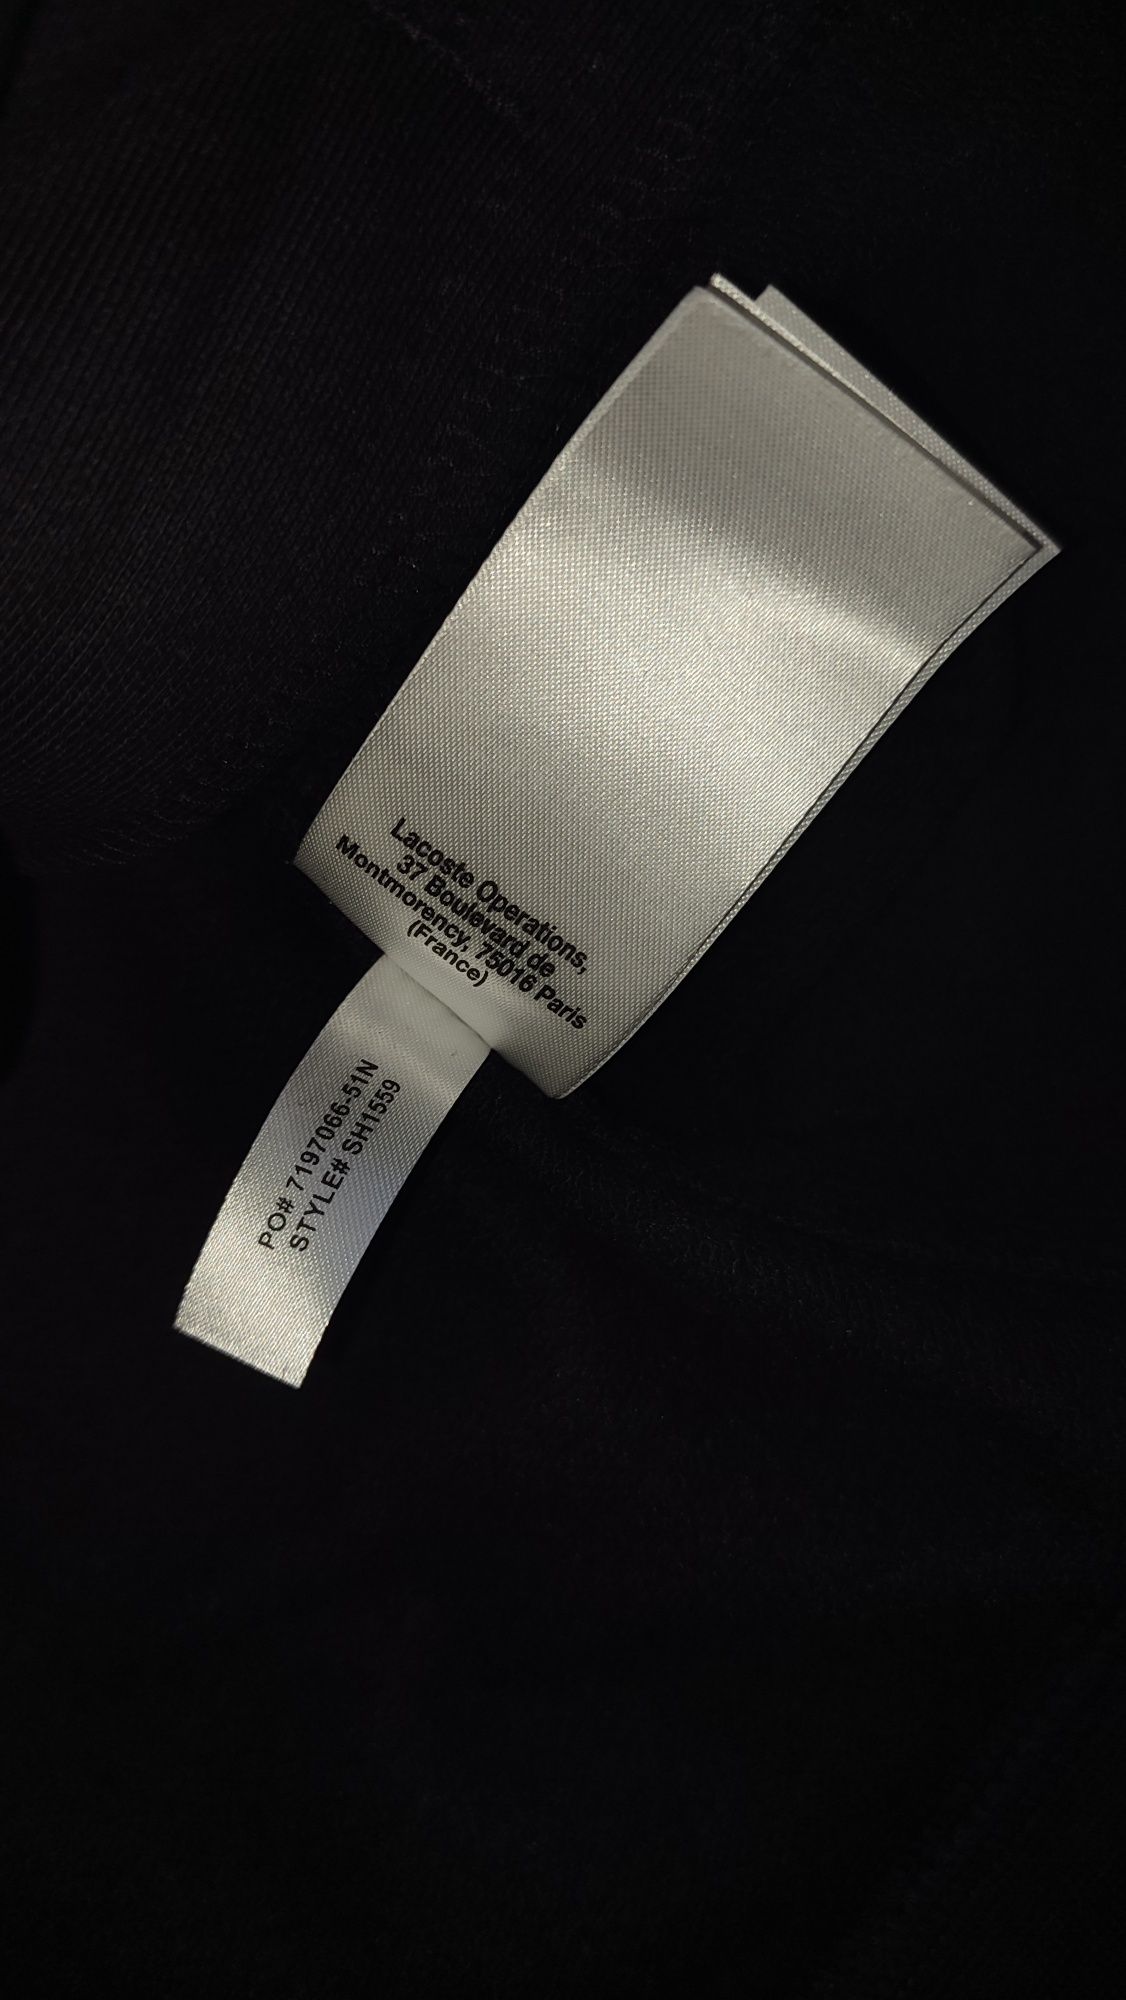 Lacoste Operations,
37 Boulevard de
Montmorency, 75016 Paris
(France)
PO# 7197066-51N
STYLE# SH1559